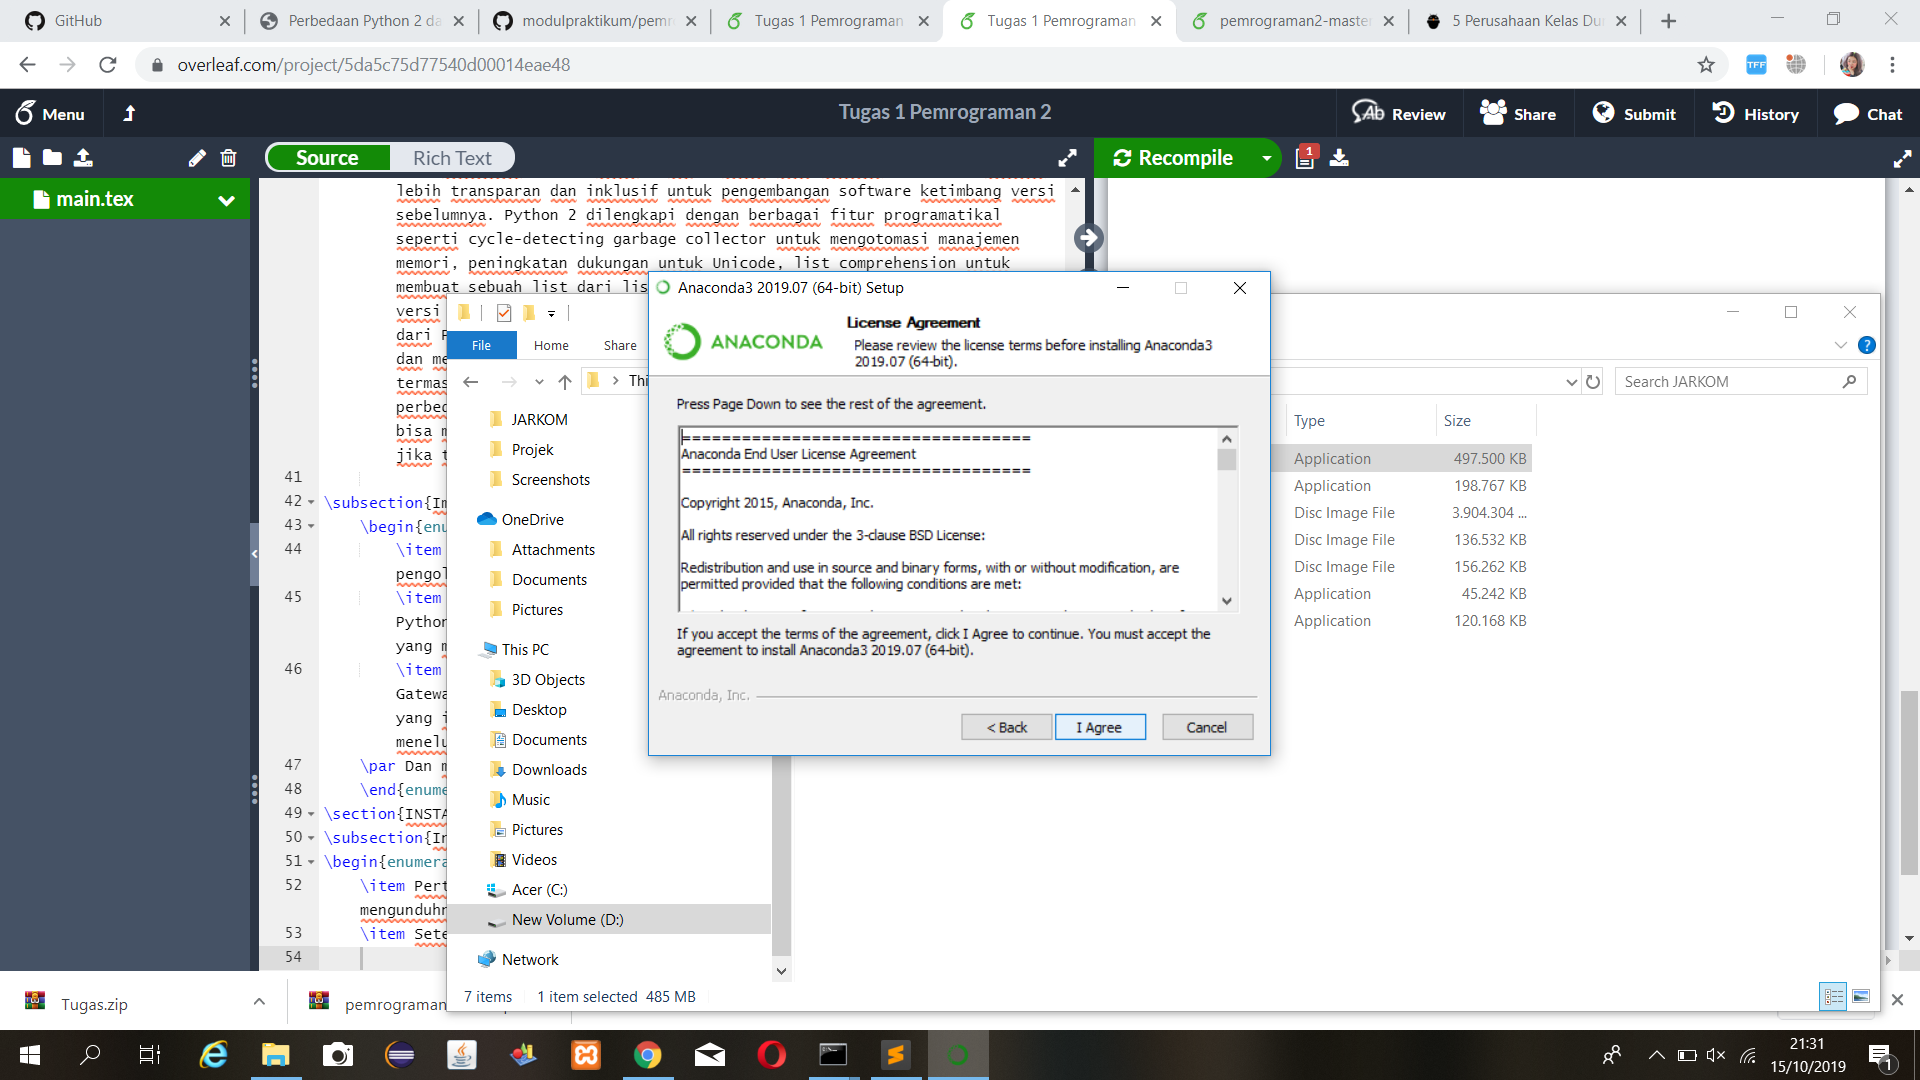 GitHub
Perbedaan Python 2 da
modulpraktikum/pemr
Tugas 1 Pemrograman
Tugas 1 Pemrograman
pemrograman2-master
5 Perusahaan Kelas Du
overleaf.com/project/5da5c75d77540d00014eae48
TFF
Menu
Tugas 1 Pemrograman 2
Review
Share
Submit
History
Chat
Source
Rich Text
Recompile
1
main.tex
lebih transparan dan inklusif untuk pengembangan software ketimbang versi
sebelumnya. Python 2 dilengkapi dengan berbagai fitur programatikal
seperti cycle-detecting garbage collector untuk mengotomasi manajemen
memori, peningkatan dukungan untuk Unicode, list comprehension untuk
membuat sebuah list dari lis
versi
dari P
dan me
termas
perbed
bisa m
jika t
41
42 \subsection{Im
43 \begin{enu
44 \item
pengol
45 \item
Python
yang m
46 \item
Gatewa
yang i
menelu
47 \par Dan m
48 \end{enume
49 \section{INSTA
50 \subsection{In
51 \begin{enumera
52 \item Pert
mengunduhn
53 \item Sete
54
File
Home
Share
Thi
Search JARKOM
JARKOM
Projek
Screenshots
OneDrive
Attachments
Documents
Pictures
This PC
3D Objects
Desktop
Documents
Downloads
Music
Pictures
Videos
Acer (C:)
New Volume (D:)
Network
Type Size
Application 497.500 KB
Application 198.767 KB
Disc Image File 3.904.304 ...
Disc Image File 136.532 KB
Disc Image File 156.262 KB
Application 45.242 KB
Application 120.168 KB
7 items 1 item selected 485 MB
Anaconda3 2019.07 (64-bit) Setup
ANACONDA
License Agreement
Please review the license terms before installing Anaconda3
2019.07 (64-bit).
Press Page Down to see the rest of the agreement.
===================================
Anaconda End User License Agreement
===================================
Copyright 2015, Anaconda, Inc.
All rights reserved under the 3-clause BSD License:
Redistribution and use in source and binary forms, with or without modification, are
permitted provided that the following conditions are met:
If you accept the terms of the agreement, click I Agree to continue. You must accept the
agreement to install Anaconda3 2019.07 (64-bit).
Anaconda, Inc.
< Back
I Agree
Cancel
Tugas.zip
pemrograman
21:31
15/10/2019
1